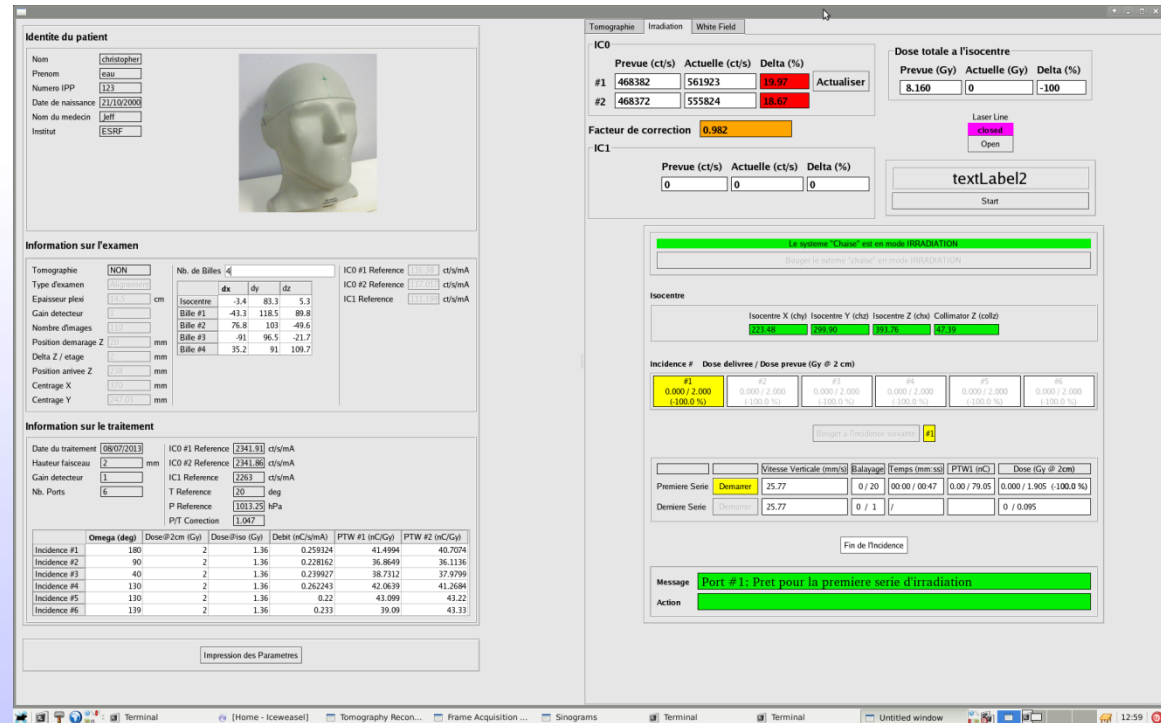 Identite du patient
Nom christopher
Prenom eau
Numero IPP 123
Date de naissance 21/10/2000
Nom du medecin Jeff
Institut ESRF
Information sur l'examen
Tomographie NON
Type d'examen Alignement
Epaisseur plexi 14.5 cm
Gain detecteur 1
Nombre d'images 110
Position demarage Z 20 mm
Delta Z / etage 2 mm
Position arrivee Z 238 mm
Centrage X 370 mm
Centrage Y 247.03 mm
Nb. de Billes 4
dx dy dz
Isocentre -3.4 83.3 5.3
Bille #1 -43.3 118.5 89.8
Bille #2 76.8 103 -49.6
Bille #3 -91 96.5 -21.7
Bille #4 35.2 91 109.7
IC0 #1 Reference ct/s/mA
IC0 #2 Reference ct/s/mA
IC1 Reference ct/s/mA
Information sur le traitement
Date du traitement 08/07/2013
Hauteur faisceau 2 mm
Gain detecteur 1
Nb. Ports 6
IC0 #1 Reference 2341.91 ct/s/mA
IC0 #2 Reference 2341.86 ct/s/mA
IC1 Reference 2263 ct/s/mA
T Reference 20 deg
P Reference 1013.25 hPa
P/T Correction 1.047
Omega (deg) Dose@2cm (Gy) Dose@iso (Gy) Debit (nC/s/mA) PTW #1 (nC/Gy) PTW #2 (nC/Gy)
Incidence #1 180 2 1.36 0.259324 41.4994 40.7074
Incidence #2 90 2 1.36 0.228162 36.8649 36.1136
Incidence #3 40 2 1.36 0.239927 38.7312 37.9799
Incidence #4 130 2 1.36 0.262243 42.0639 41.2684
Incidence #5 130 2 1.36 0.22 43.099 43.22
Incidence #6 139 2 1.36 0.233 39.09 43.33
Impression des Parametres
Tomographie Irradiation White Field
IC0
Prevue (ct/s) Actuelle (ct/s) Delta (%)
#1 468382 561923 19.97 Actualiser
#2 468372 555824 18.67
Facteur de correction 0.982
IC1
Prevue (ct/s) Actuelle (ct/s) Delta (%)
0 0 0
Dose totale a l'isocentre
Prevue (Gy) Actuelle (Gy) Delta (%)
8.160 0 -100
Laser Line
closed
Open
textLabel2
Start
Le systeme "Chaise" est en mode IRRADIATION
Bouger le syteme "chaise" en mode IRRADIATION
Isocentre
Isocentre X (chy) Isocentre Y (chz) Isocentre Z (chx) Collimator Z (collz)
223.48 299.90 393.76 47.39
Incidence # Dose delivree / Dose prevue (Gy @ 2 cm)
#1 #2 #3 #4 #5 #6
0.000 / 2.000 0.000 / 2.000 0.000 / 2.000 0.000 / 2.000 0.000 / 2.000 0.000 / 2.000
(-100.0 %) (-100.0 %) (-100.0 %) (-100.0 %) (-100.0 %) (-100.0 %)
Bouger a l'incidence suivante #1
Vitesse Verticale (mm/s) Balayage Temps (mm:ss) PTW1 (nC) Dose (Gy @ 2cm)
Premiere Serie Demarrer 25.77 0 / 20 00:00 / 00:47 0.00 / 79.05 0.000 / 1.905 (-100.0 %)
Derniere Serie Demarrer 25.77 0 / 1 / 0 / 0.095
Fin de l'Incidence
Message Port #1: Pret pour la premiere serie d'irradiation
Action
Terminal [Home - Iceweasel] Tomography Recon... Frame Acquisition ... Sinograms Terminal Terminal Untitled window 12:59